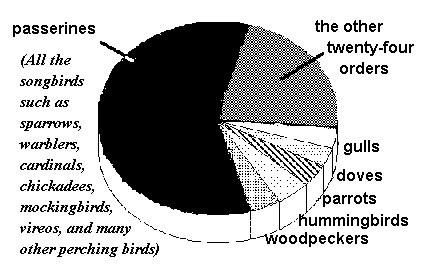 passerines
(All the
songbirds
such as
sparrows,
warblers,
cardinals,
chickadees,
mockingbirds,
vireos, and many
other perching birds)
the other
twenty-four
orders
gulls
doves
parrots
hummingbirds
woodpeckers